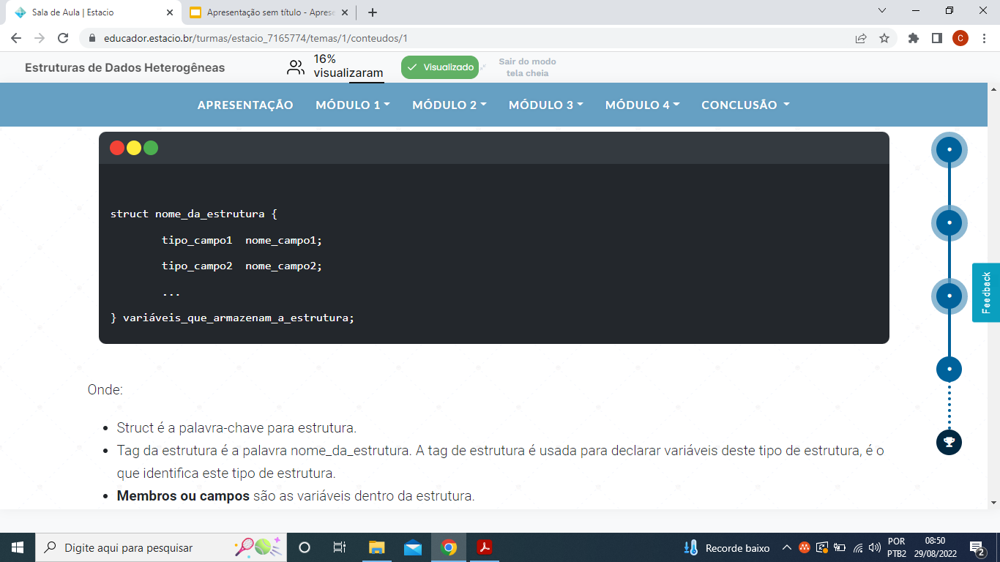 Sala de Aula | Estacio
Apresentação sem título - Aprese
educador.estacio.br/turmas/estacio_7165774/temas/1/conteudos/1
C
Estruturas de Dados Heterogêneas
16%
visualizaram
Visualizado
Sair do modo
tela cheia
APRESENTAÇÃO MÓDULO 1 MÓDULO 2 MÓDULO 3 MÓDULO 4 CONCLUSÃO
struct nome_da_estrutura {
tipo_campo1 nome_campo1;
tipo_campo2 nome_campo2;
...
} variáveis_que_armazenam_a_estrutura;
Feedback
Onde:
• Struct é a palavra-chave para estrutura.
• Tag da estrutura é a palavra nome_da_estrutura. A tag de estrutura é usada para declarar variáveis deste tipo de estrutura, é o
que identifica este tipo de estrutura.
• Membros ou campos são as variáveis dentro da estrutura.
Digite aqui para pesquisar
Recorde baixo
POR
PTB2
08:50
29/08/2022
2